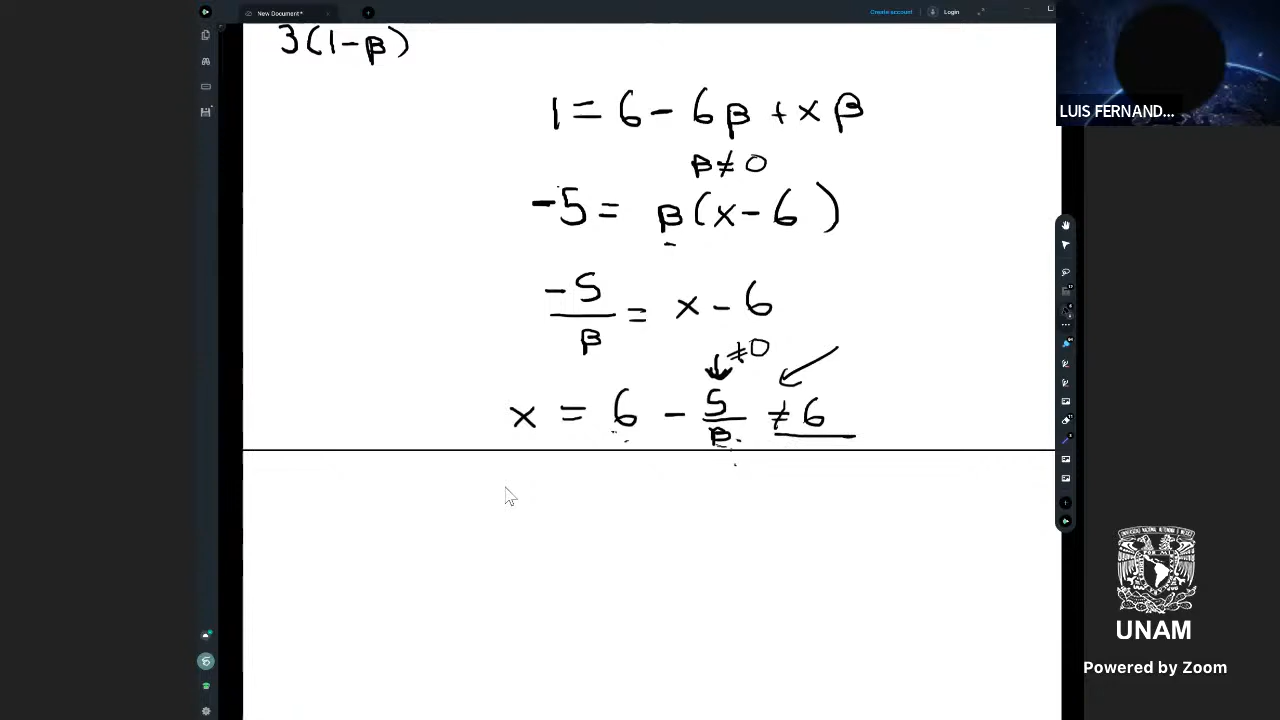 New Document*
Create account
Login
3(1-β)
LUIS FERNAND...
1 = 6 - 6β + xβ
β ≠ 0
-5 = β(x - 6)
-5/β = x - 6
≠0
x = 6 - 5/β ≠ 6
UNAM
Powered by Zoom